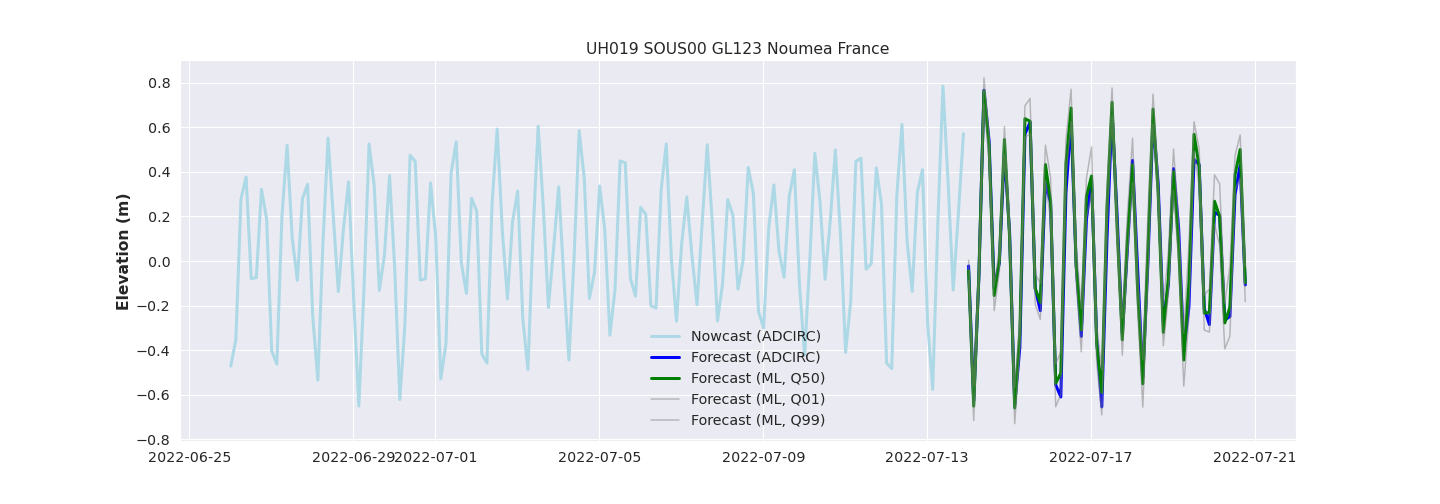 UH019 SOUS00 GL123 Noumea France
Elevation (m)
0.8
0.6
0.4
0.2
0.0
−0.2
−0.4
−0.6
−0.8
Nowcast (ADCIRC)
Forecast (ADCIRC)
Forecast (ML, Q50)
Forecast (ML, Q01)
Forecast (ML, Q99)
2022-06-25 2022-06-29 2022-07-01 2022-07-05 2022-07-09 2022-07-13 2022-07-17 2022-07-21